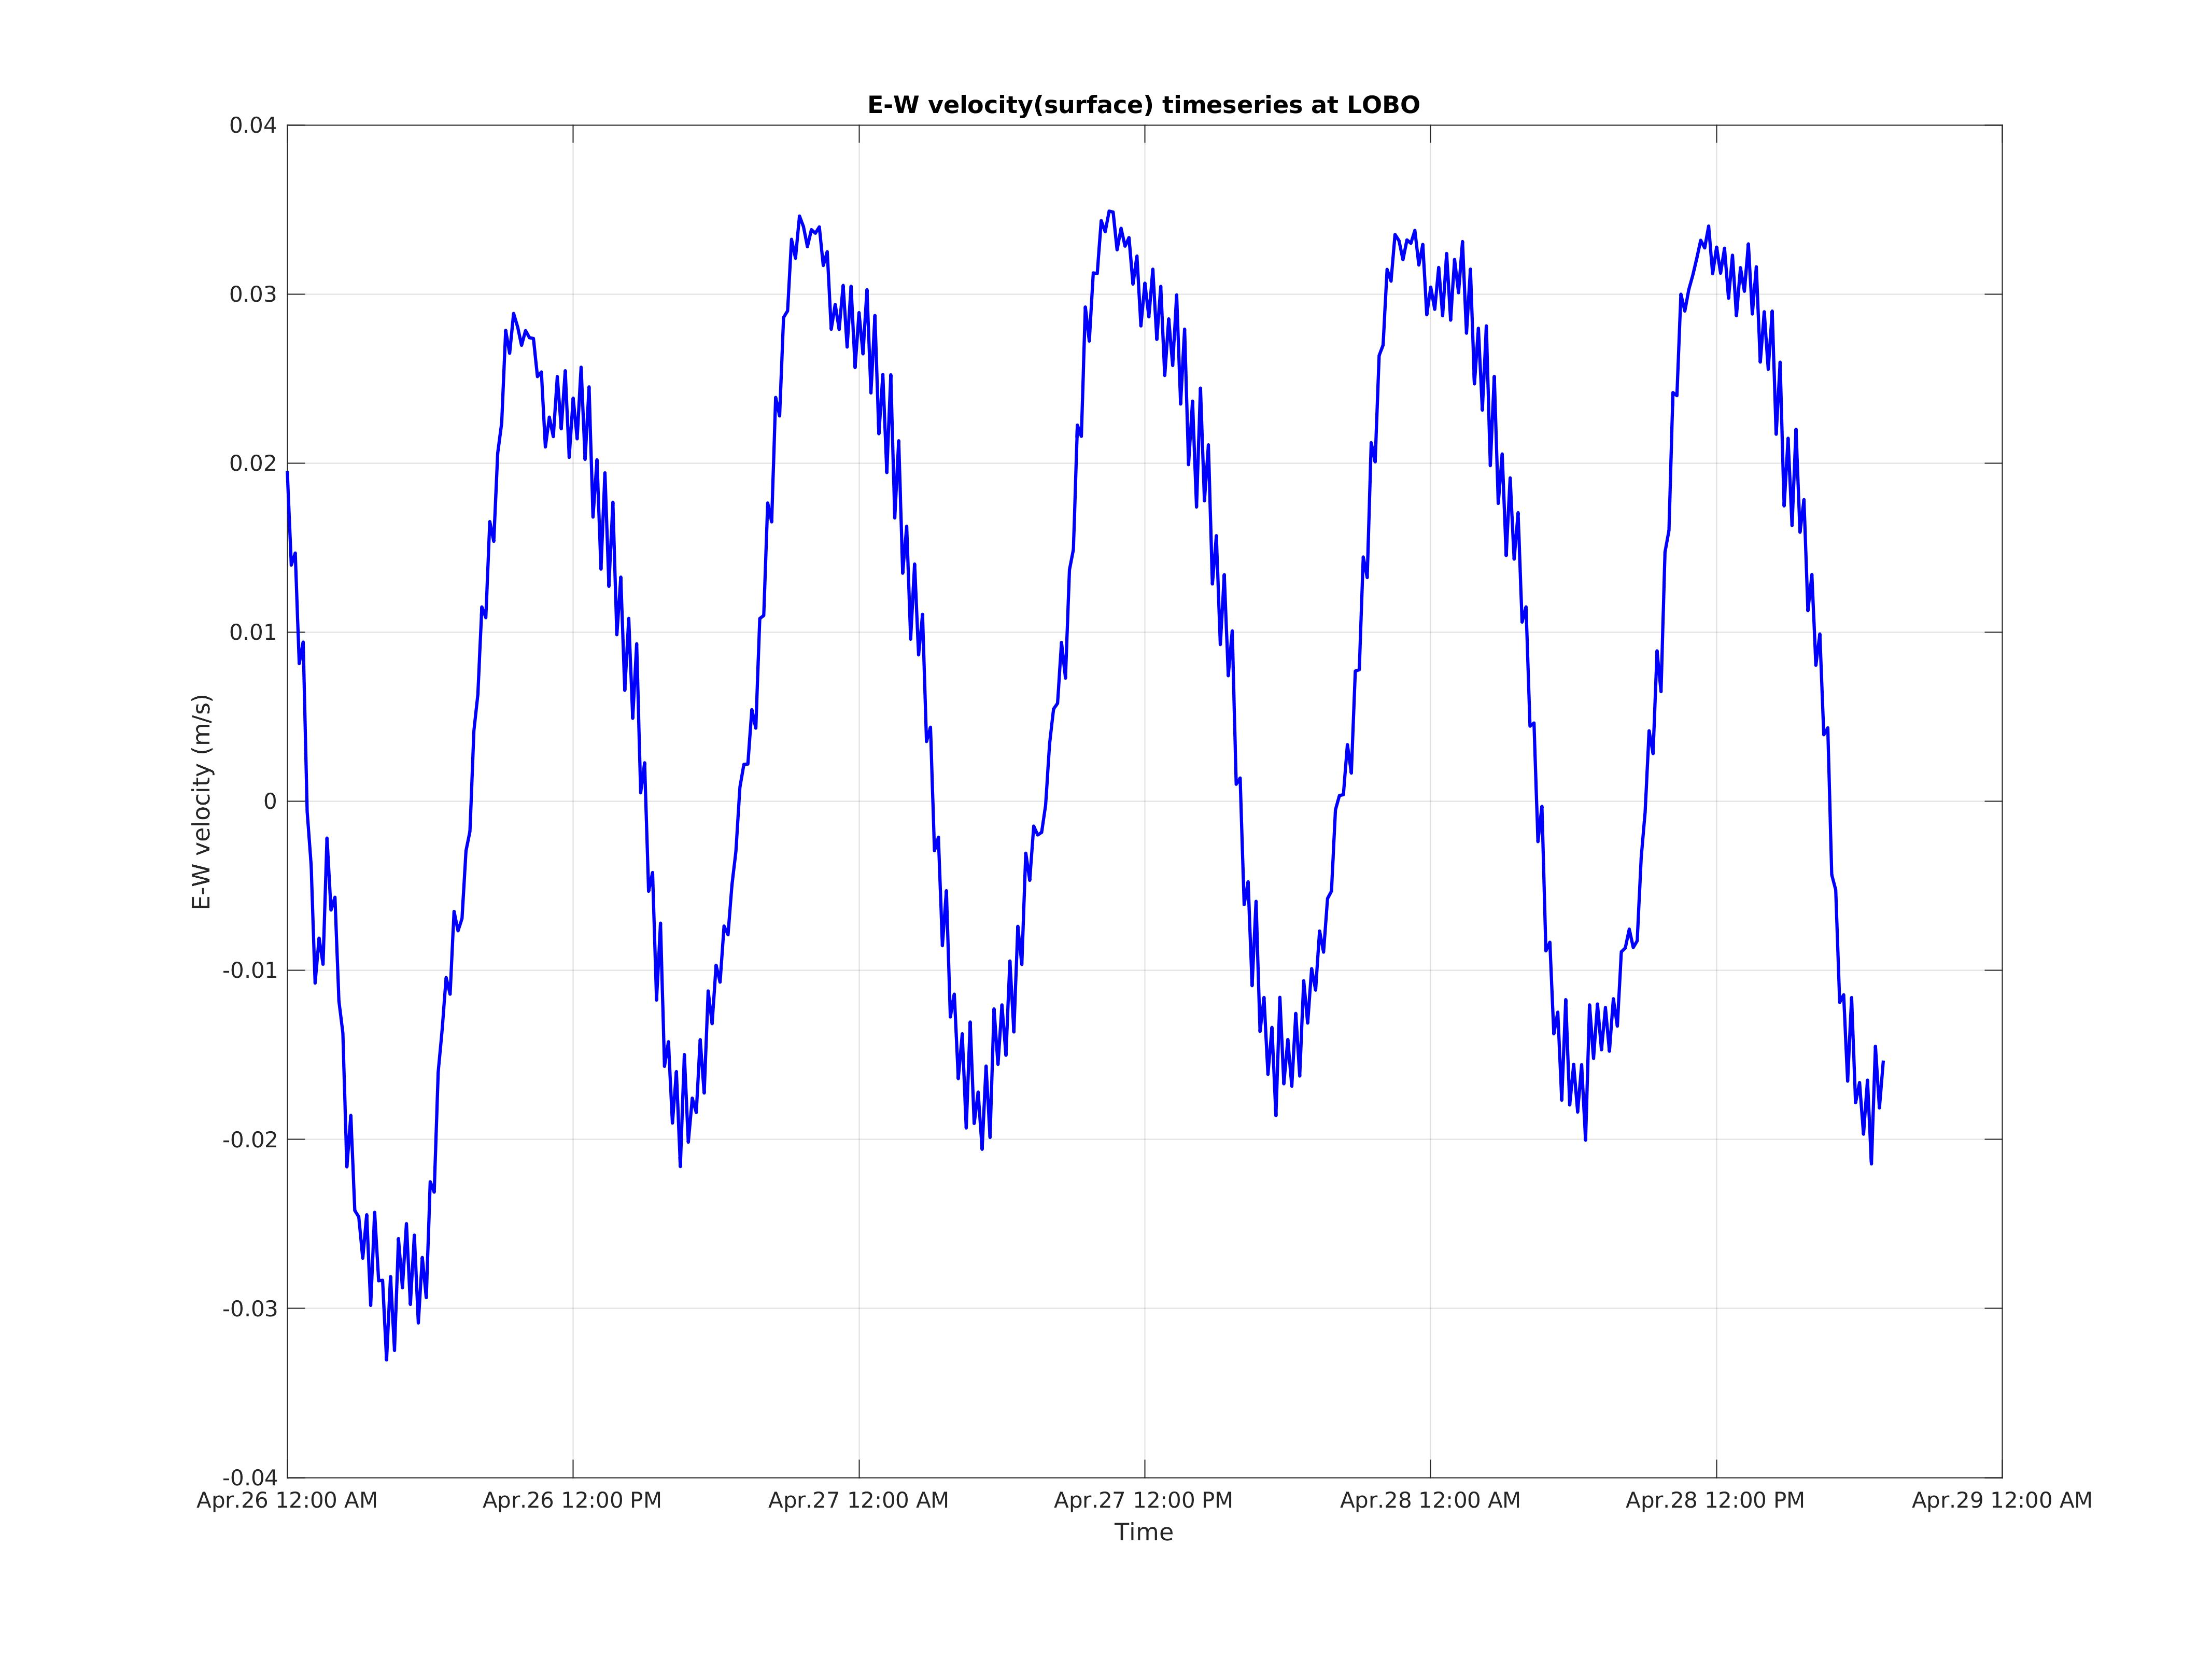 E-W velocity(surface) timeseries at LOBO
0.04
0.03
0.02
0.01
0
-0.01
-0.02
-0.03
-0.04
E-W velocity (m/s)
Apr.26 12:00 AM Apr.26 12:00 PM Apr.27 12:00 AM Apr.27 12:00 PM Apr.28 12:00 AM Apr.28 12:00 PM Apr.29 12:00 AM
Time